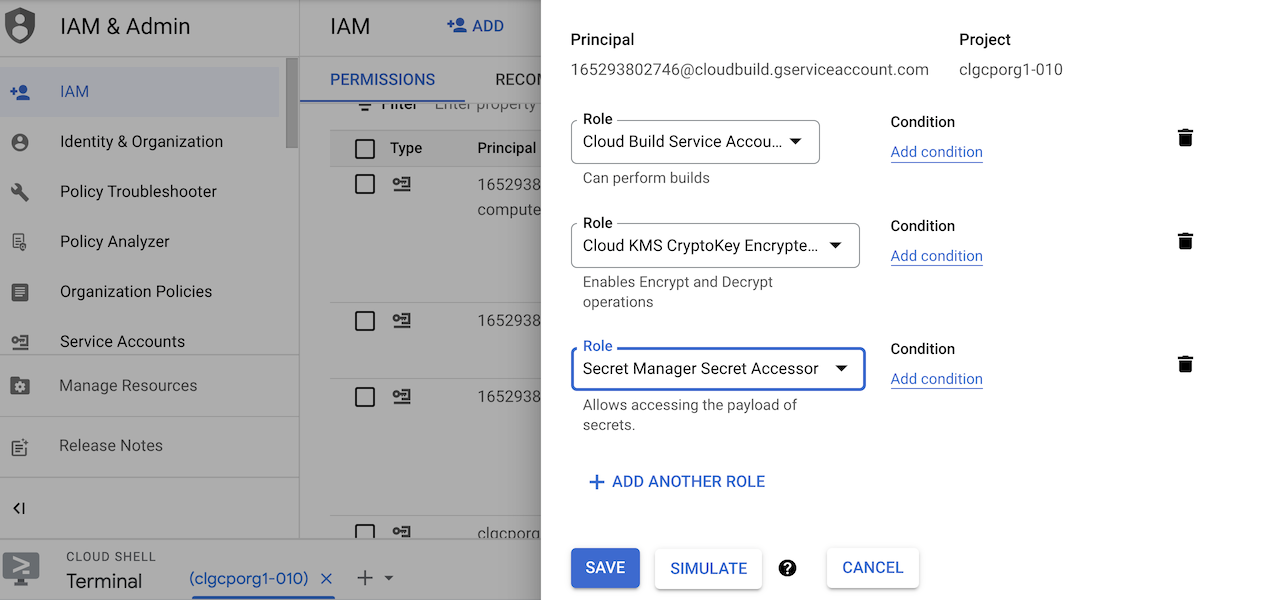 IAM & Admin
IAM
Identity & Organization
Policy Troubleshooter
Policy Analyzer
Organization Policies
Service Accounts
Manage Resources
Release Notes
IAM
ADD
PERMISSIONS
RECOM
Filter Enter property
Type Principal
1652938
compute
1652938
1652938
clgcporg
Principal
165293802746@cloudbuild.gserviceaccount.com
Project
clgcporg1-010
Role
Cloud Build Service Accou...
Can perform builds
Condition
Add condition
Role
Cloud KMS CryptoKey Encrypte...
Enables Encrypt and Decrypt
operations
Condition
Add condition
Role
Secret Manager Secret Accessor
Allows accessing the payload of
secrets.
Condition
Add condition
ADD ANOTHER ROLE
SAVE
SIMULATE
CANCEL
CLOUD SHELL
Terminal
(clgcporg1-010)